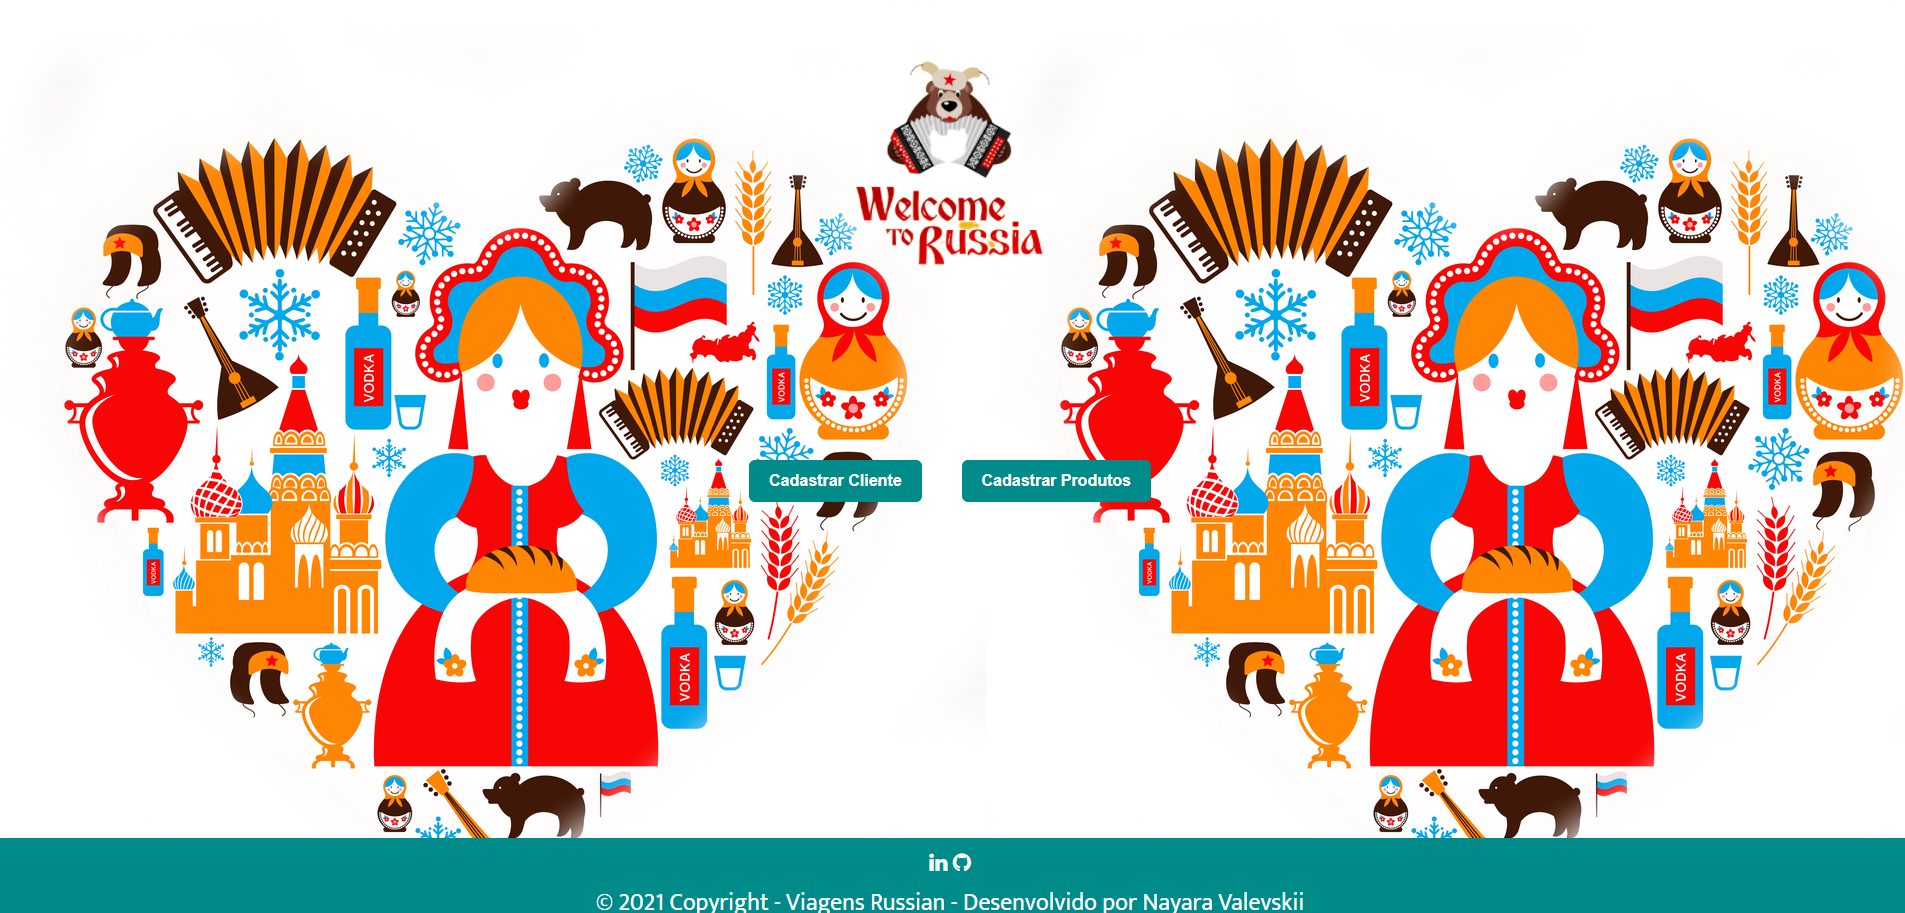 Welcome
TO Russia
VODKA
VODKA
VODKA
VODKA
Cadastrar Cliente
Cadastrar Produtos
VODKA
VODKA
VODKA
VODKA
© 2021 Copyright - Viagens Russian - Desenvolvido por Nayara Valevskii